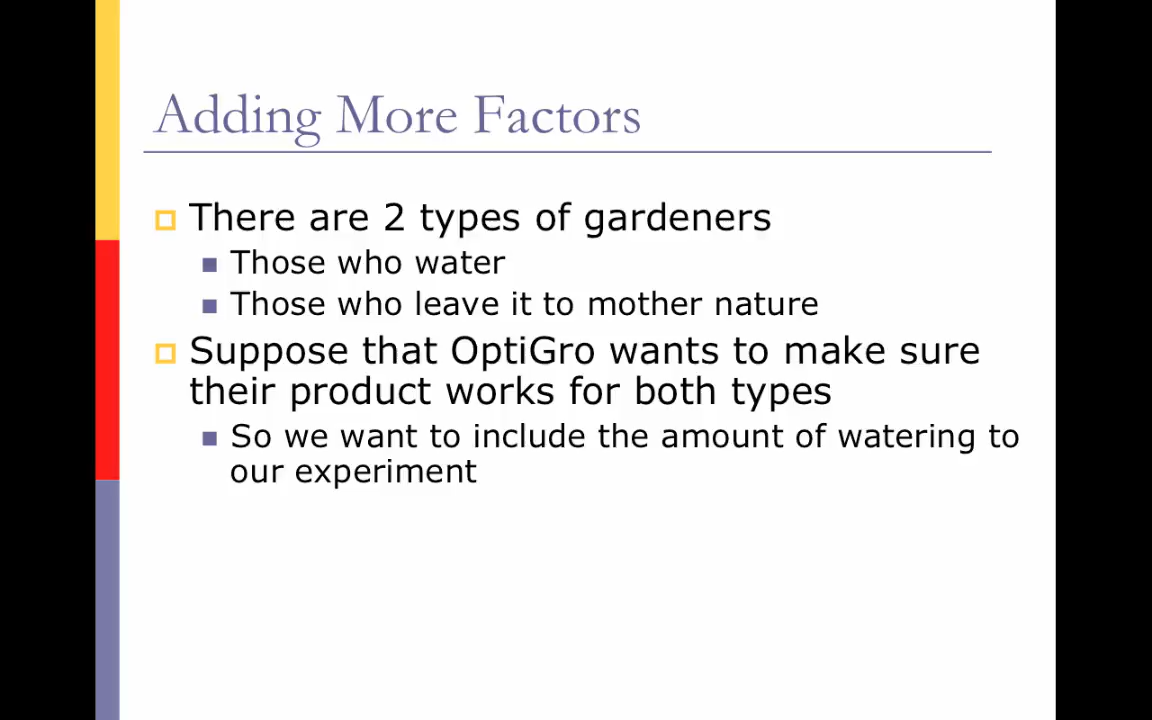 Adding More Factors
There are 2 types of gardeners
Those who water
Those who leave it to mother nature
Suppose that OptiGro wants to make sure
their product works for both types
So we want to include the amount of watering to
our experiment